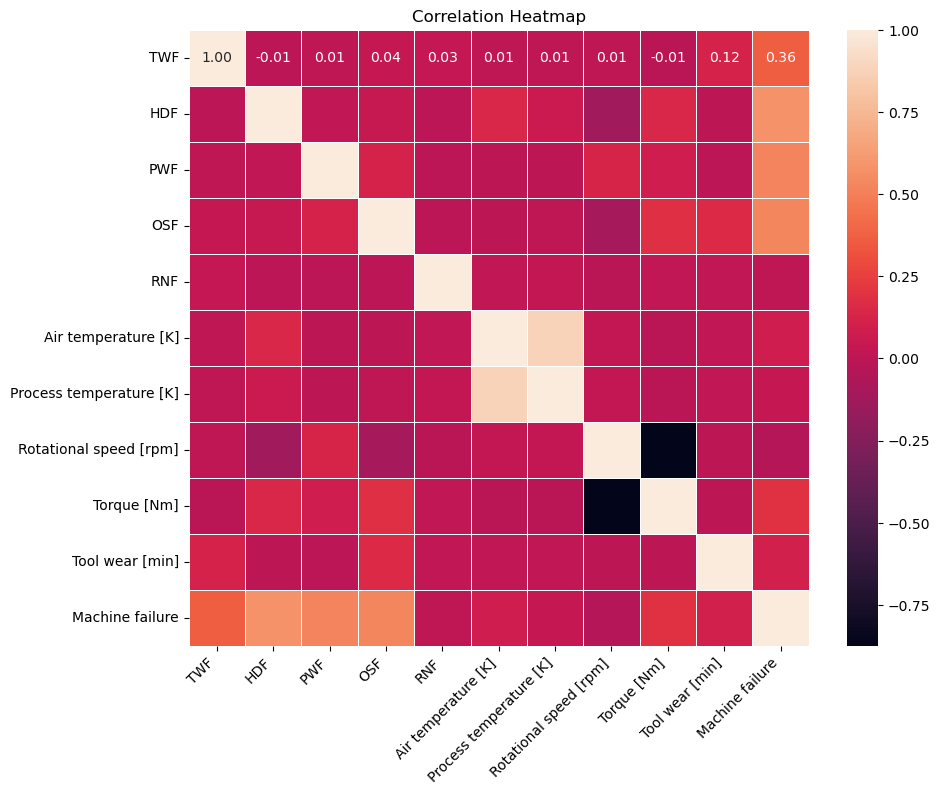 Correlation Heatmap
TWF
1.00 -0.01 0.01 0.04 0.03 0.01 0.01 0.01 -0.01 0.12 0.36
HDF
PWF
OSF
RNF
Air temperature [K]
Process temperature [K]
Rotational speed [rpm]
Torque [Nm]
Tool wear [min]
Machine failure
TWF
HDF
PWF
OSF
RNF
Air temperature [K]
Process temperature [K]
Rotational speed [rpm]
Torque [Nm]
Tool wear [min]
Machine failure
1.00
0.75
0.50
0.25
0.00
-0.25
-0.50
-0.75